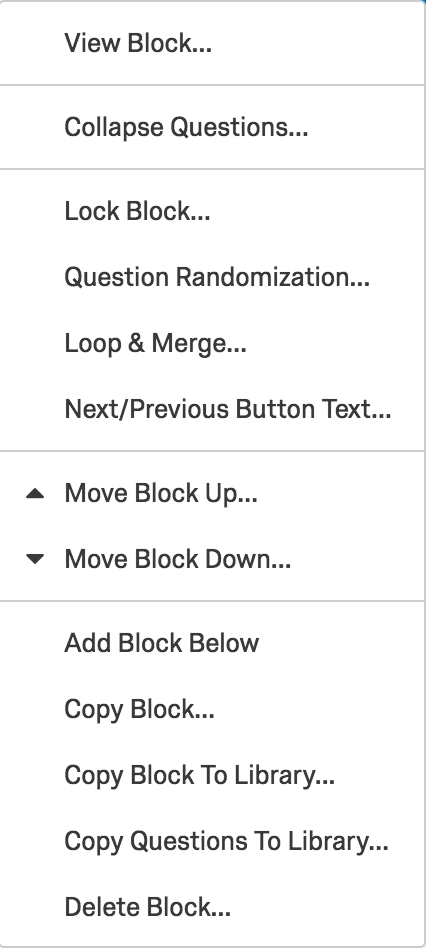 View Block...
Collapse Questions...
Lock Block...
Question Randomization...
Loop & Merge...
Next/Previous Button Text...
Move Block Up...
Move Block Down...
Add Block Below
Copy Block...
Copy Block To Library...
Copy Questions To Library...
Delete Block...